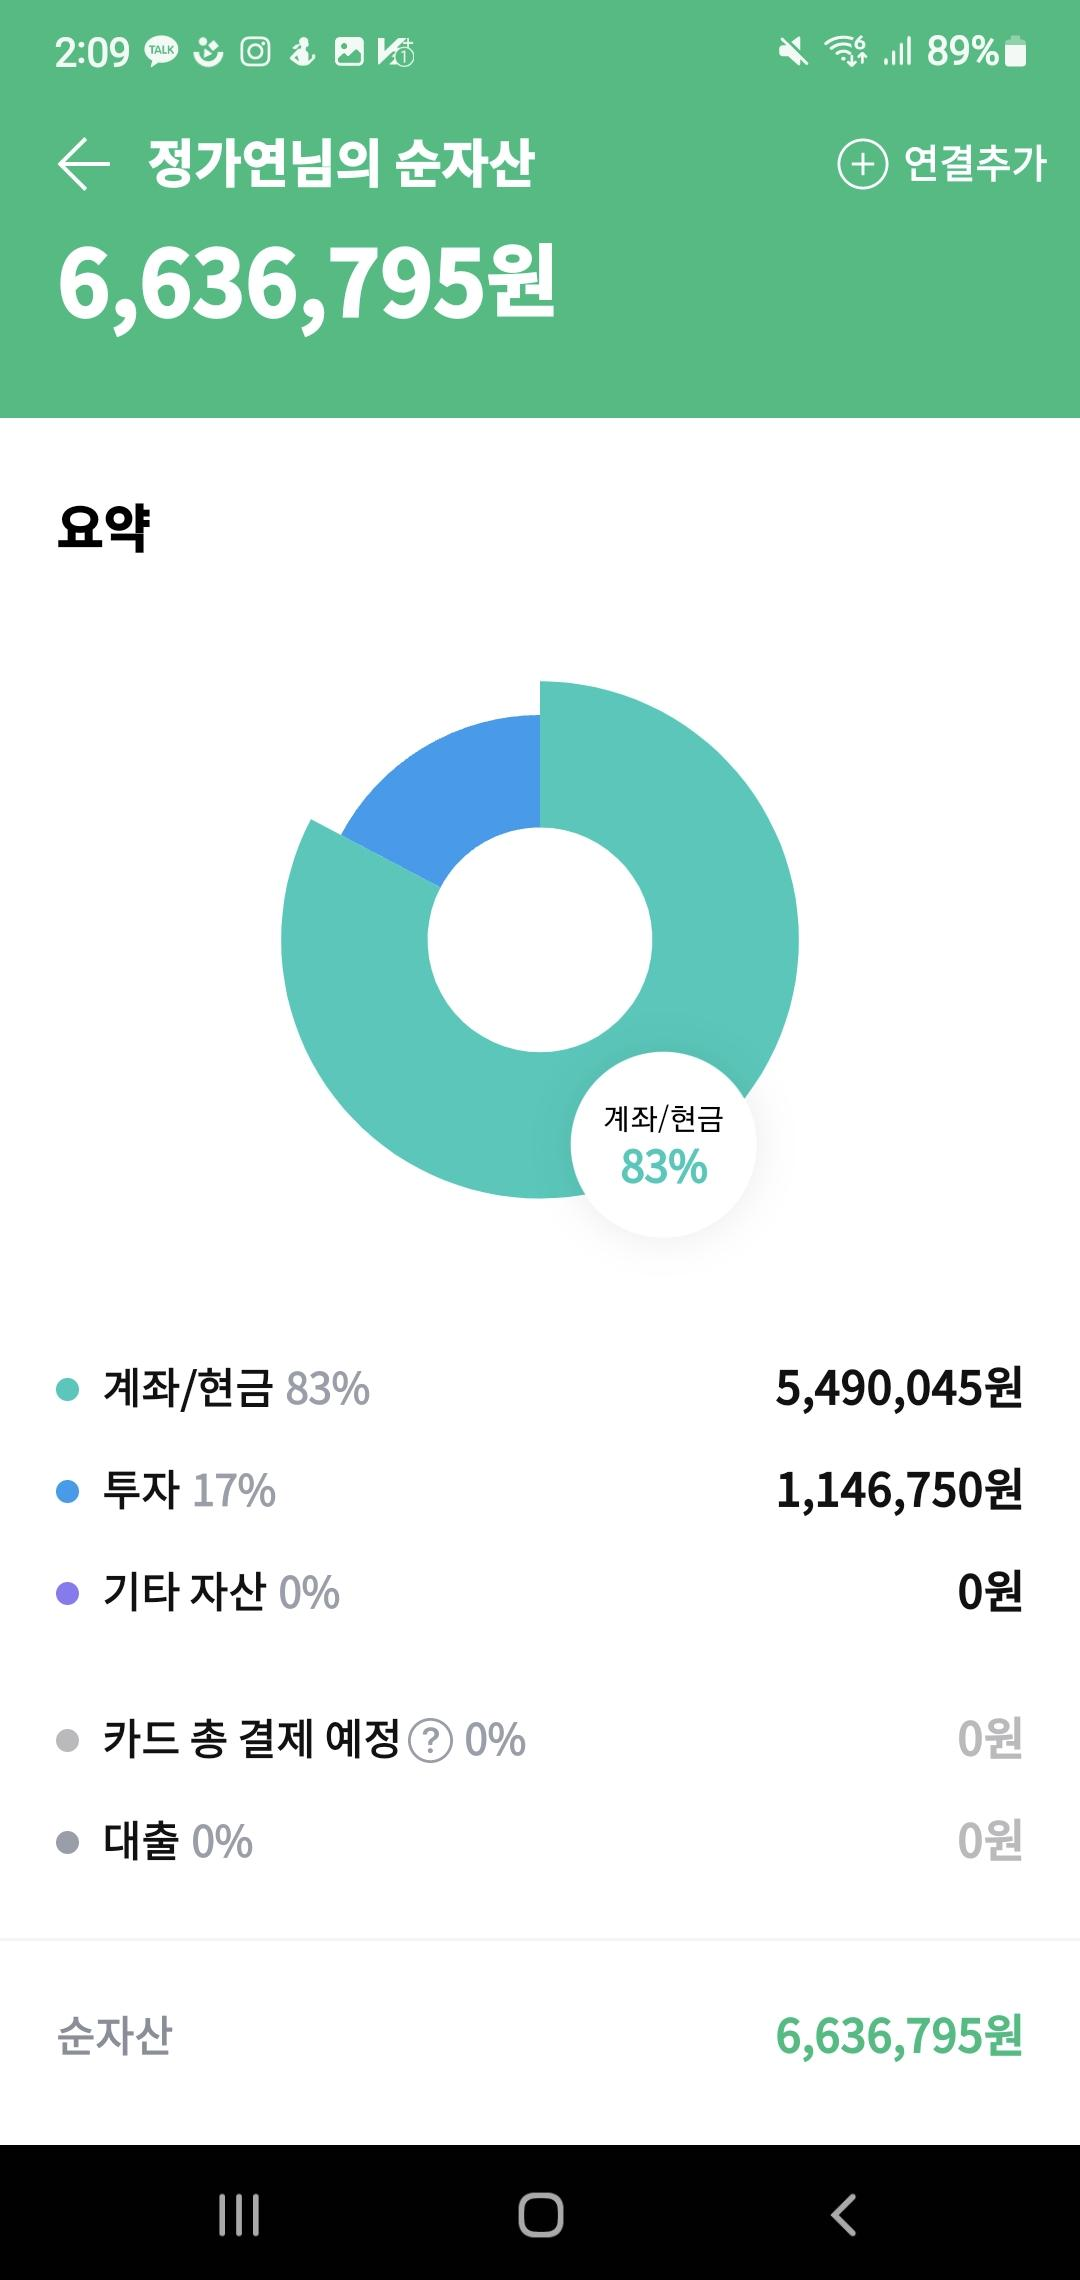 2:09 TALK 1 6 89%
정가연님의 순자산 연결추가
6,636,795원
요약
계좌/현금
83%
계좌/현금 83% 5,490,045원
투자 17% 1,146,750원
기타 자산 0% 0원
카드 총 결제 예정 ? 0% 0원
대출 0% 0원
순자산 6,636,795원